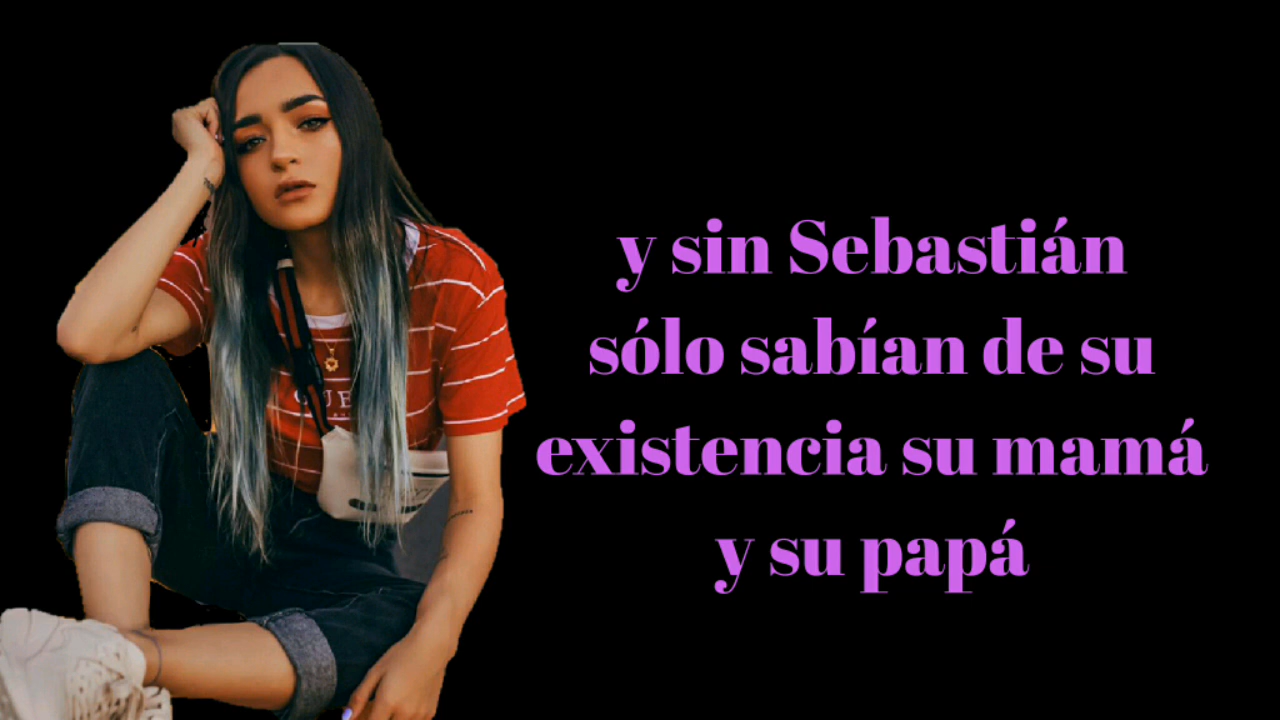 y sin Sebastián
sólo sabían de su
existencia su mamá
y su papá